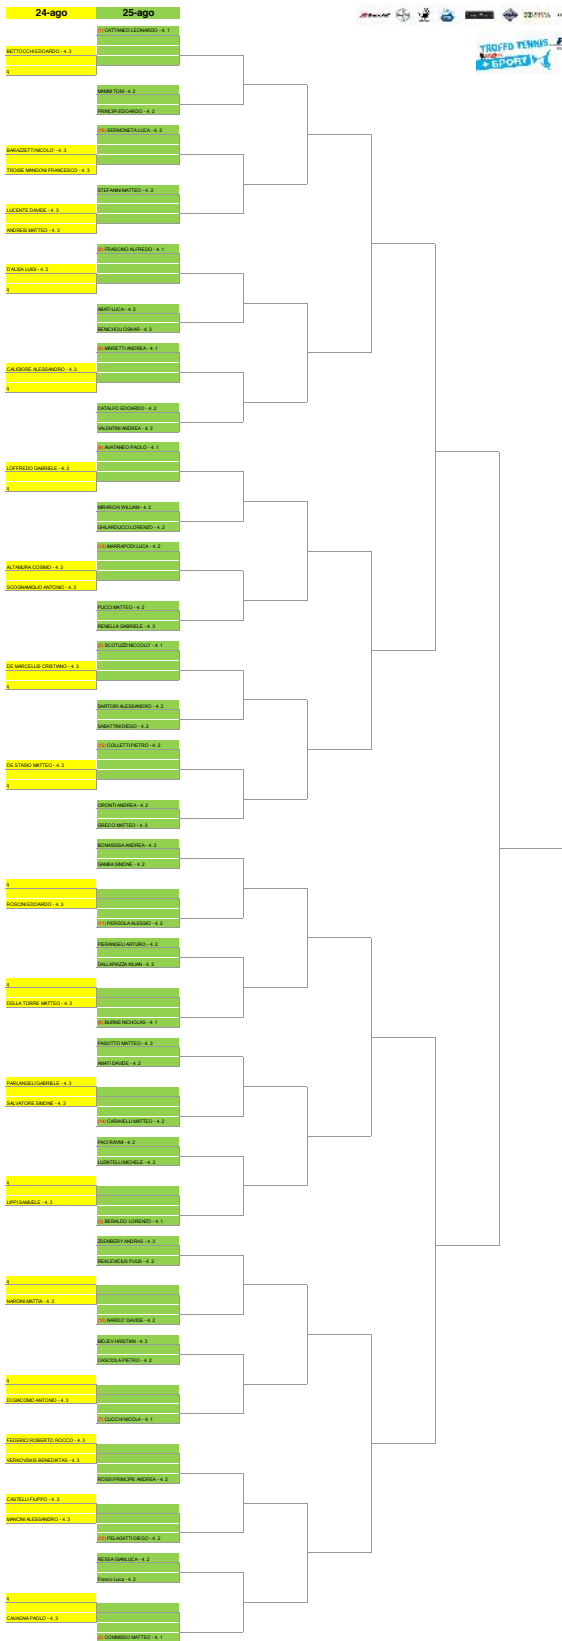 24-ago 25-ago
(1) CATTANEO LEONARDO - 4. 1
BETTOCCHI EDOARDO - 4. 3
q
MAMMI TOM - 4. 2
PRINCIPI EDOARDO - 4. 2
(16) SERMONETA LUCA - 4. 2
BARAZZETTI NICOLO' - 4. 3
TROISE MANGONI FRANCESCO - 4. 3
STEFANINI MATTEO - 4. 2
LUCENTE DAVIDE - 4. 3
ANDREIS MATTEO - 4. 3
FRASCINO ALFREDO - 4. 1
D'ALISA LUIGI - 4. 3
q
ABATI LUCA - 4. 2
BENICHOU OSKAR - 4. 3
MARIETTI ANDREA - 4. 1
CALIGIORE ALESSANDRO - 4. 3
q
CATALFO EDOARDO - 4. 2
VALENTINI ANDREA - 4. 3
(4) AVATANEO PAOLO - 4. 1
LOFFREDO GABRIELE - 4. 3
q
MIRARCHI WILLIAM - 4. 2
GHILARDUCCI LORENZO - 4. 2
(13) MARRAPODI LUCA - 4. 2
ALTAMURA COSIMO - 4. 3
SCOGNAMIGLIO ANTONIO - 4. 3
PUCCI MATTEO - 4. 2
RENELLA GABRIELE - 4. 3
SCOTUZZI NICCOLO' - 4. 1
DE MARCELLIS CRISTIANO - 4. 3
q
SARTORI ALESSANDRO - 4. 2
SABATTINI DIEGO - 4. 2
(12) COLLETTI PIETRO - 4. 2
DE STASIO MATTEO - 4. 3
q
ORONTI ANDREA - 4. 2
GRECO MATTEO - 4. 3
BONASSISA ANDREA - 4. 3
GAMBA SIMONE - 4. 2
q
ROSCINI EDOARDO - 4. 3
(11) PERGOLA ALESSIO - 4. 2
PIERANGELI ARTURO - 4. 2
DALLAPIAZZA KILIAN - 4. 2
q
DELLA TORRE MATTEO - 4. 3
BURNS NICHOLAS - 4. 1
PASOTTO MATTEO - 4. 3
AMATI DAVIDE - 4. 2
PARLANGELI GABRIELE - 4. 3
SALVATORE SIMONE - 4. 3
(14) CARAVELLI MATTEO - 4. 2
PACI RAYMI - 4. 2
LUZIATELLI MICHELE - 4. 2
q
LIPPI SAMUELE - 4. 3
(3) BERALDO LORENZO - 4. 1
ZSEMBERY ANDRAS - 4. 3
REKLEVICIUS PIJUS - 4. 2
q
NARDINI MATTIA - 4. 3
(10) NARDO' DAVIDE - 4. 2
BIDJEV HRISTIAN - 4. 3
CASCIOLA PIETRO - 4. 2
q
DI GIACOMO ANTONIO - 4. 3
(7) CUCCHI NICOLA - 4. 1
FEDERICI ROBERTO ROCCO - 4. 3
VERKOVSKIS BENEDIKTAS - 4. 3
ROSSI PRINCIPE ANDREA - 4. 2
CASTELLI FILIPPO - 4. 3
MANCINI ALESSANDRO - 4. 3
(15) PELAGATTI DIEGO - 4. 2
RESSA GIANLUCA - 4. 2
Franco Luca - 4. 2
q
CAVAGNA PAOLO - 4. 3
(2) COMMISSO MATTEO - 4. 1
TROFEO TENNIS
+ SPORT